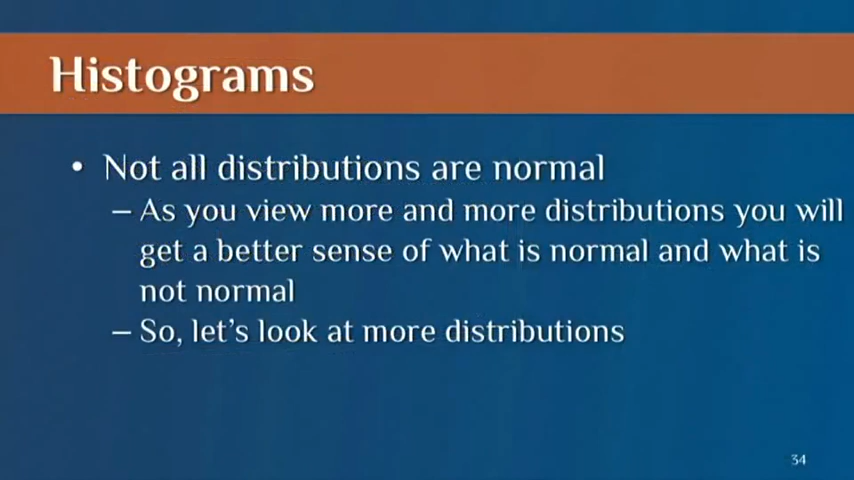 Histograms
• Not all distributions are normal
– As you view more and more distributions you will
get a better sense of what is normal and what is
not normal
– So, let's look at more distributions
34